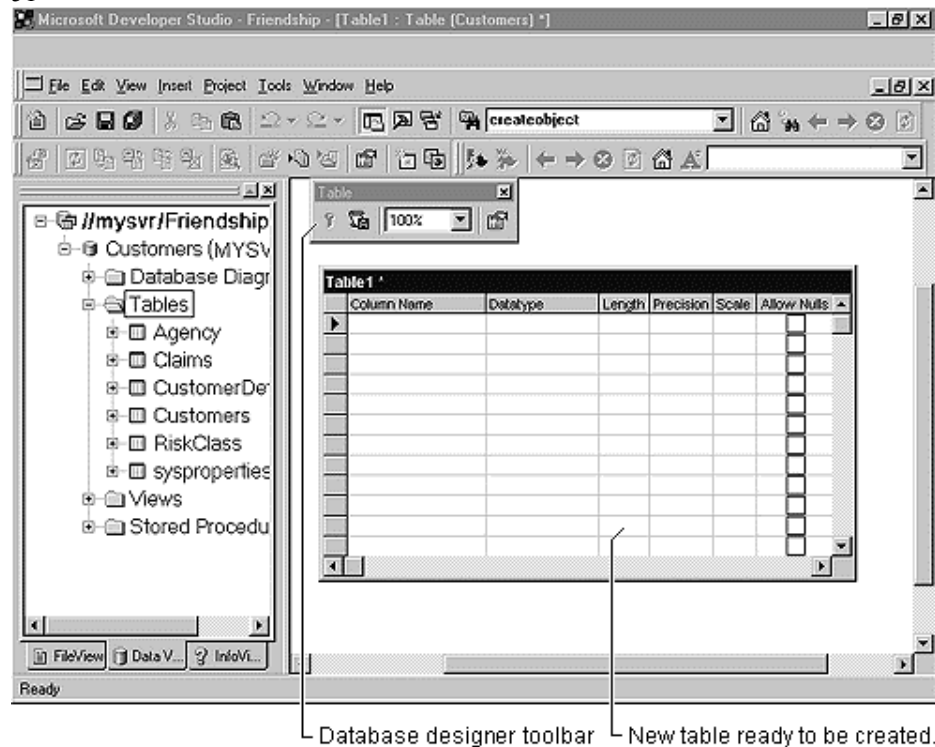 Microsoft Developer Studio - Friendship - [Table1 : Table (Customers) *]
File Edit View Insert Project Tools Window Help
createobject
Table
100%
//mysvr/Friendship
Customers (MYSV
Database Diagr
Tables
Agency
Claims
CustomerDe
Customers
RiskClass
sysproperties
Views
Stored Procedu
Table1 *
Column Name Datatype Length Precision Scale Allow Nulls
FileView Data V... InfoVi...
Ready
Database designer toolbar
New table ready to be created.